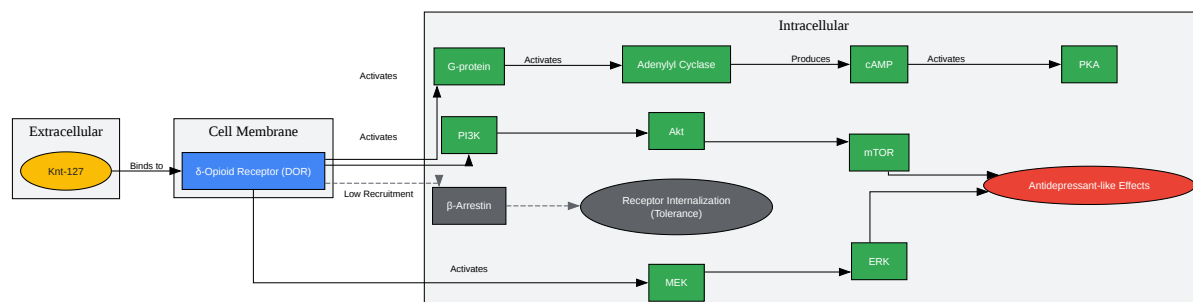 Intracellular
G-protein
Activates
Adenylyl Cyclase
Produces
cAMP
Activates
PKA
Activates
Extracellular
Cell Membrane
Activates
PI3K
Akt
mTOR
Knt-127
Binds to
δ-Opioid Receptor (DOR)
Low Recruitment
β-Arrestin
Receptor Internalization
(Tolerance)
Antidepressant-like Effects
Activates
MEK
ERK